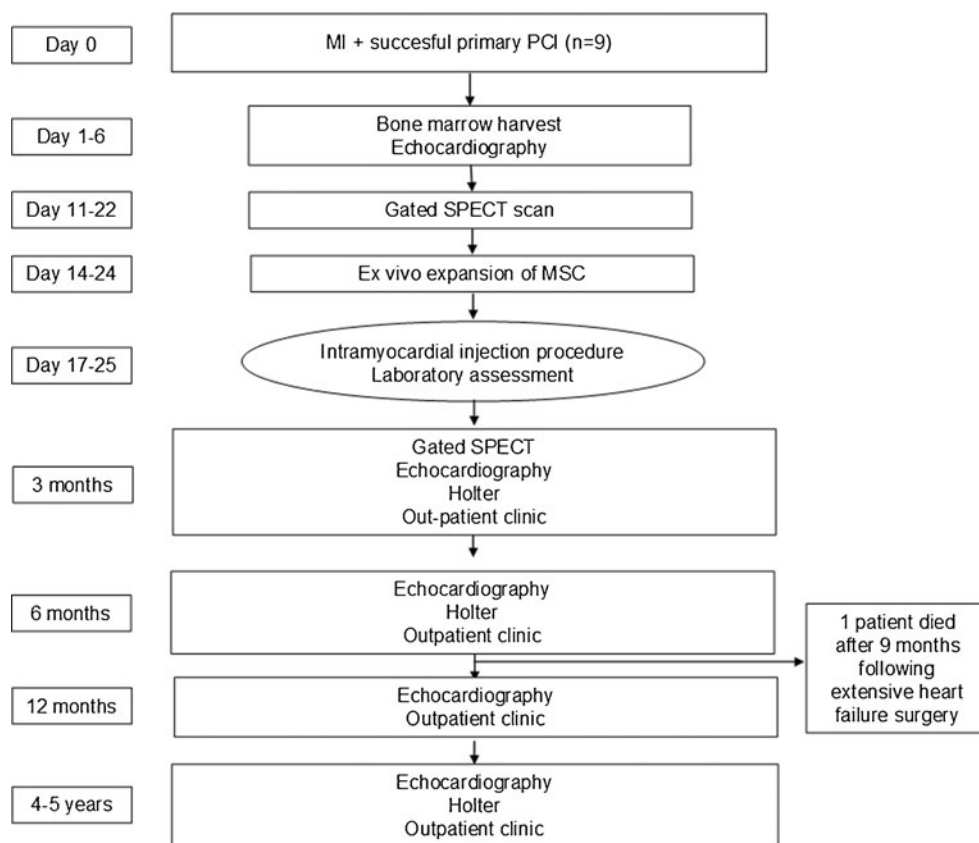 Day 0
MI + succesful primary PCI (n=9)
Day 1-6
Bone marrow harvest
Echocardiography
Day 11-22
Gated SPECT scan
Day 14-24
Ex vivo expansion of MSC
Day 17-25
Intramyocardial injection procedure
Laboratory assessment
3 months
Gated SPECT
Echocardiography
Holter
Out-patient clinic
6 months
Echocardiography
Holter
Outpatient clinic
1 patient died
after 9 months
following
extensive heart
failure surgery
12 months
Echocardiography
Outpatient clinic
4-5 years
Echocardiography
Holter
Outpatient clinic